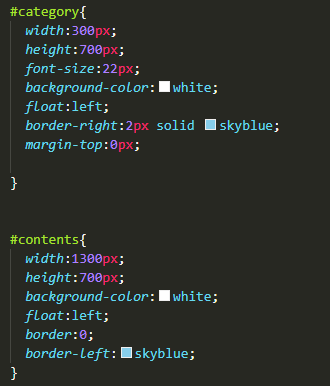 #category{
width:300px;
height:700px;
font-size:22px;
background-color:white;
float:left;
border-right:2px solid skyblue;
margin-top:0px;
}
#contents{
width:1300px;
height:700px;
background-color:white;
float:left;
border:0;
border-left:skyblue;
}